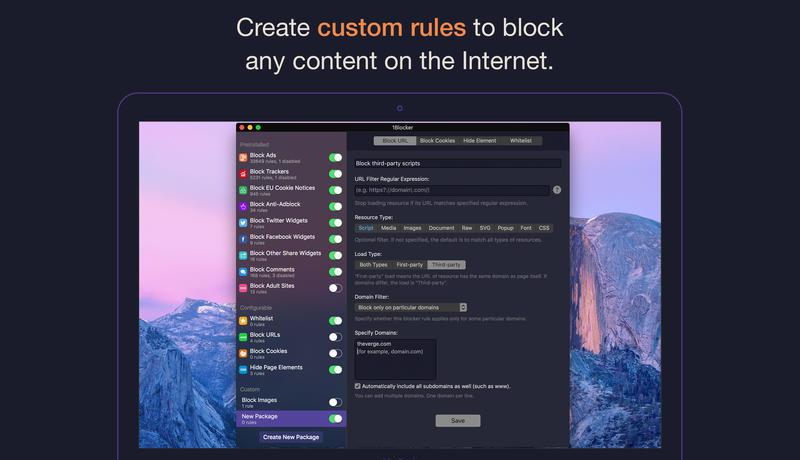 Create custom rules to block
any content on the Internet.
1Blocker
Preinstalled
Block Ads
33649 rules, 1 disabled
Block Trackers
5231 rules, 1 disabled
Block EU Cookie Notices
945 rules
Block Anti-Adblock
34 rules
Block Twitter Widgets
7 rules
Block Facebook Widgets
9 rules
Block Other Share Widgets
Block Comments
168 rules, 3 disabled
Block Adult Sites
13 rules
Configurable
Whitelist
0 rules
Block URLs
4 rules
Block Cookies
0 rules
Hide Page Elements
3 rules
Custom
Block Images
1 rule
New Package
0 rules
Create New Package
Block URL Block Cookies Hide Element Whitelist
Block third-party scripts
URL Filter Regular Expression:
(e.g. https?://domain\.com/)
?
Stop loading resource if its URL matches specified regular expression.
Resource Type:
Script Media Images Document Raw SVG Popup Font CSS
Optional filter. If not specified, the default is to match all types of resources.
Load Type:
Both Types First-party Third-party
"First-party" load means the URL of resource has the same domain as page itself. If
domains differ, the load is "Third-party".
Domain Filter:
Block only on particular domains
Specify whether this blocker rule applies only for some particular domains.
Specify Domains:
theverge.com
(for example, domain.com)
Automatically include all subdomains as well (such as www).
You can add multiple domains. One domain per line.
Save